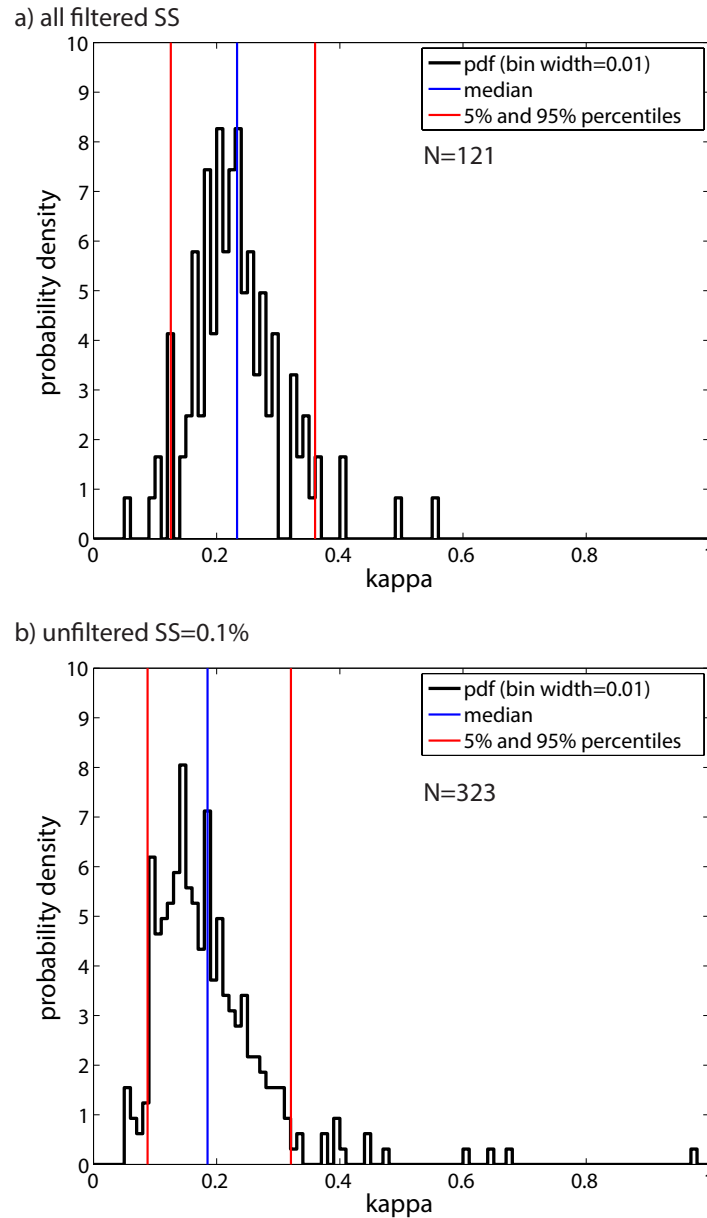 a) all filtered SS
10
9
8
7
6
5
4
3
2
1
0
probability density
pdf (bin width=0.01)
median
5% and 95% percentiles
N=121
0 0.2 0.4 0.6 0.8 1
kappa
b) unfiltered SS=0.1%
10
9
8
7
6
5
4
3
2
1
0
probability density
pdf (bin width=0.01)
median
5% and 95% percentiles
N=323
0 0.2 0.4 0.6 0.8 1
kappa